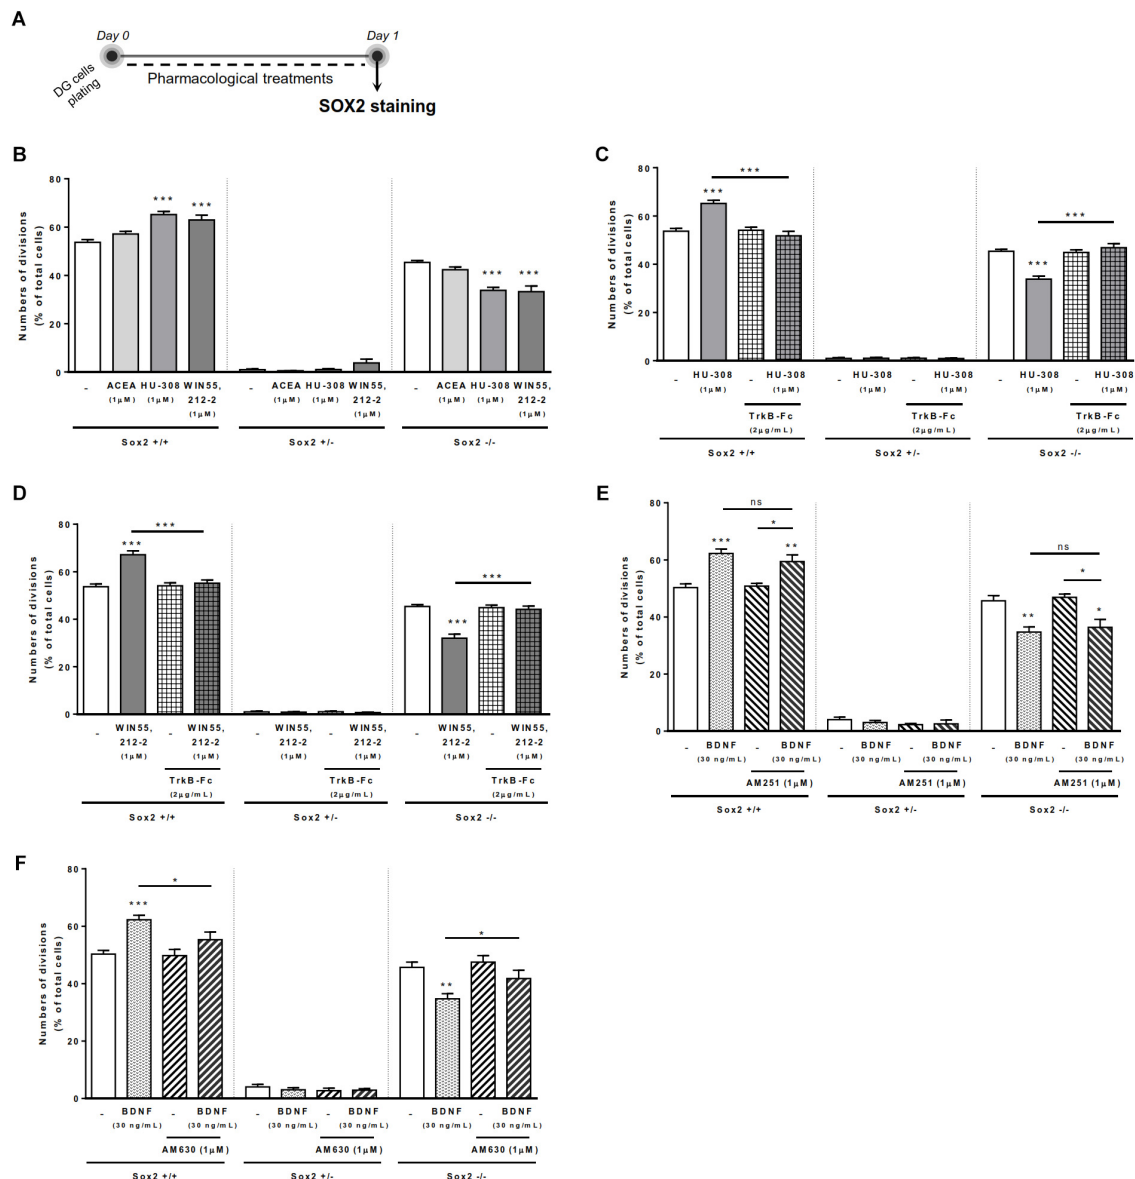 A
Day 0
Day 1
DG cells
plating
Pharmacological treatments
SOX2 staining
B
Numbers of divisions
(% of total cells)
80
60
40
20
0
*** ***
*** ***
- ACEA HU-308 WIN55, - ACEA HU-308 WIN55, - ACEA HU-308 WIN55,
(1µM) (1µM) 212-2 (1µM) (1µM) 212-2 (1µM) (1µM) 212-2
(1µM) (1µM) (1µM)
Sox2 +/+ Sox2 +/- Sox2 -/-
C
Numbers of divisions
(% of total cells)
80
60
40
20
0
***
***
***
***
- HU-308 - HU-308 - HU-308 - HU-308 - HU-308 - HU-308
(1µM) (1µM) (1µM) (1µM) (1µM) (1µM)
TrkB-Fc TrkB-Fc TrkB-Fc
(2µg/mL) (2µg/mL) (2µg/mL)
Sox2 +/+ Sox2 +/- Sox2 -/-
D
Numbers of divisions
(% of total cells)
80
60
40
20
0
***
***
***
***
- WIN55, - WIN55, - WIN55, - WIN55, - WIN55, - WIN55,
212-2 212-2 212-2 212-2 212-2 212-2
(1µM) (1µM) (1µM) (1µM) (1µM) (1µM)
TrkB-Fc TrkB-Fc TrkB-Fc
(2µg/mL) (2µg/mL) (2µg/mL)
Sox2 +/+ Sox2 +/- Sox2 -/-
E
Numbers of divisions
(% of total cells)
80
60
40
20
0
ns
*
*** **
ns
*
** *
- BDNF - BDNF - BDNF - BDNF - BDNF - BDNF
(30 ng/mL) (30 ng/mL) (30 ng/mL) (30 ng/mL) (30 ng/mL) (30 ng/mL)
AM251 (1µM) AM251 (1µM) AM251 (1µM)
Sox2 +/+ Sox2 +/- Sox2 -/-
F
Numbers of divisions
(% of total cells)
80
60
40
20
0
*
***
*
**
- BDNF - BDNF - BDNF - BDNF - BDNF - BDNF
(30 ng/mL) (30 ng/mL) (30 ng/mL) (30 ng/mL) (30 ng/mL) (30 ng/mL)
AM630 (1µM) AM630 (1µM) AM630 (1µM)
Sox2 +/+ Sox2 +/- Sox2 -/-